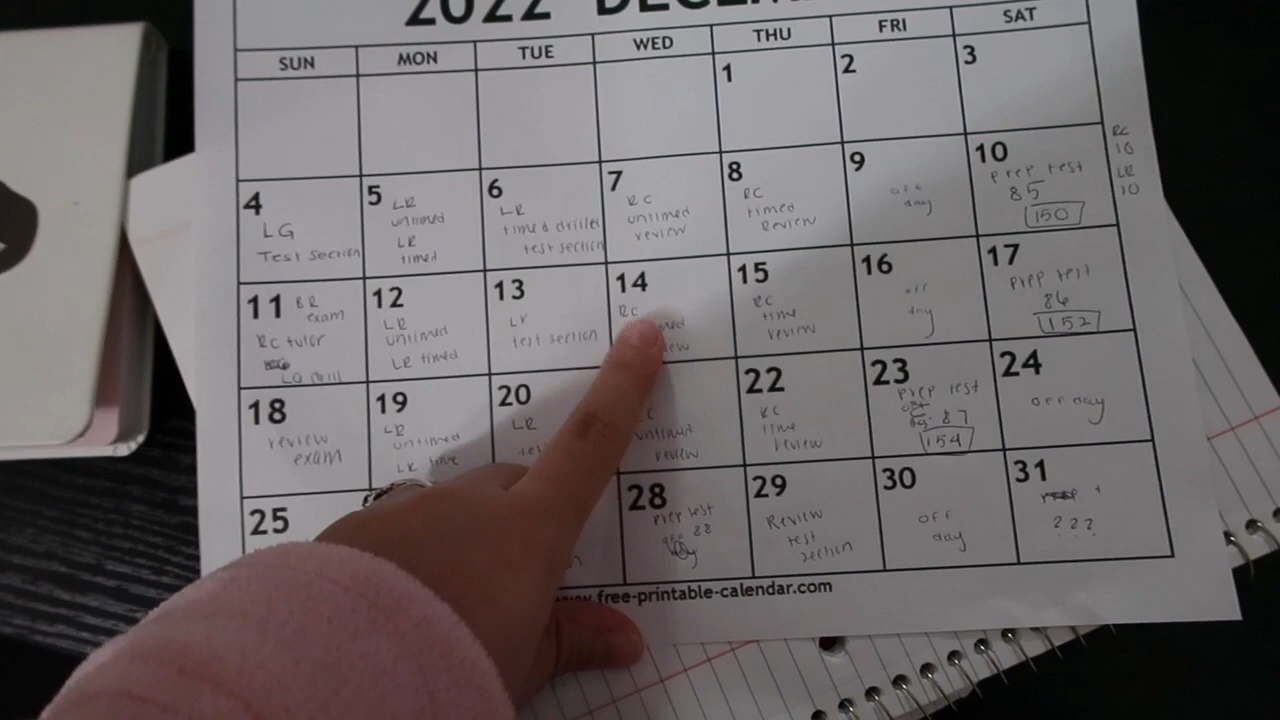 2022 DECEM
SUN MON TUE WED THU FRI SAT
1 2 3
4
LG
Test section
5 LR
untimed
LR
timed
6
LR
timed drilles
test section
7
RC
untimed
review
8
RC
timed
Review
9
off
day
10
prep test
85
150
RC
10
LR
10
11 BR
exam
RC tutor
LG drill
12
LR
untimed
LR timed
13
LR
test section
14
RC
15
RC
time
review
16
off
day
17
prep test
86
152
18
review
exam
19
LR
untimed
LR time
20
LR
untimed
review
22
RC
time
review
23
prep test
87
154
24
off day
25
28
prep test
88
29
Review
test
section
30
off
day
31
???
www.free-printable-calendar.com